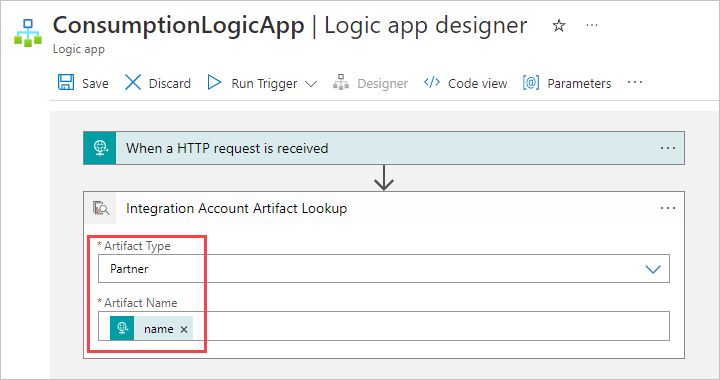 ConsumptionLogicApp | Logic app designer ☆ ...
Logic app
Save Discard Run Trigger Designer Code view Parameters ...
When a HTTP request is received ...
Integration Account Artifact Lookup ...
* Artifact Type
Partner
* Artifact Name
name ×